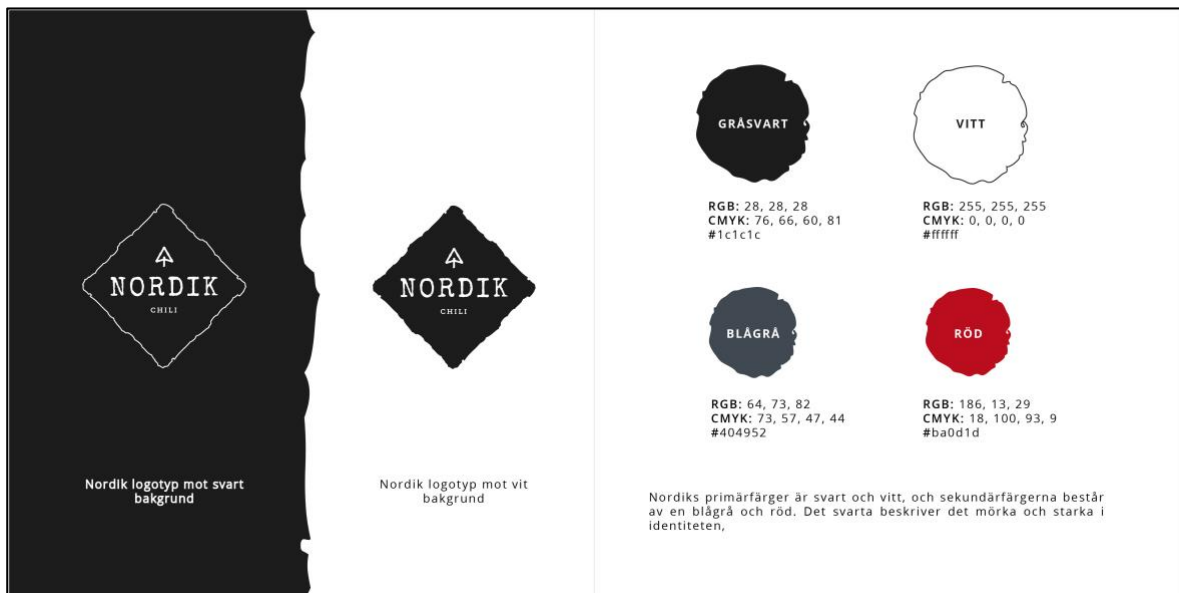 NORDIK
CHILI
Nordik logotyp mot svart
bakgrund
NORDIK
CHILI
Nordik logotyp mot vit
bakgrund
GRÅSVART
RGB: 28, 28, 28
CMYK: 76, 66, 60, 81
#1c1c1c
VITT
RGB: 255, 255, 255
CMYK: 0, 0, 0, 0
#ffffff
BLÅGRÅ
RGB: 64, 73, 82
CMYK: 73, 57, 47, 44
#404952
RÖD
RGB: 186, 13, 29
CMYK: 18, 100, 93, 9
#ba0d1d
Nordiks primärfärger är svart och vitt, och sekundärfärgerna består
av en blågrå och röd. Det svarta beskriver det mörka och starka i
identiteten,